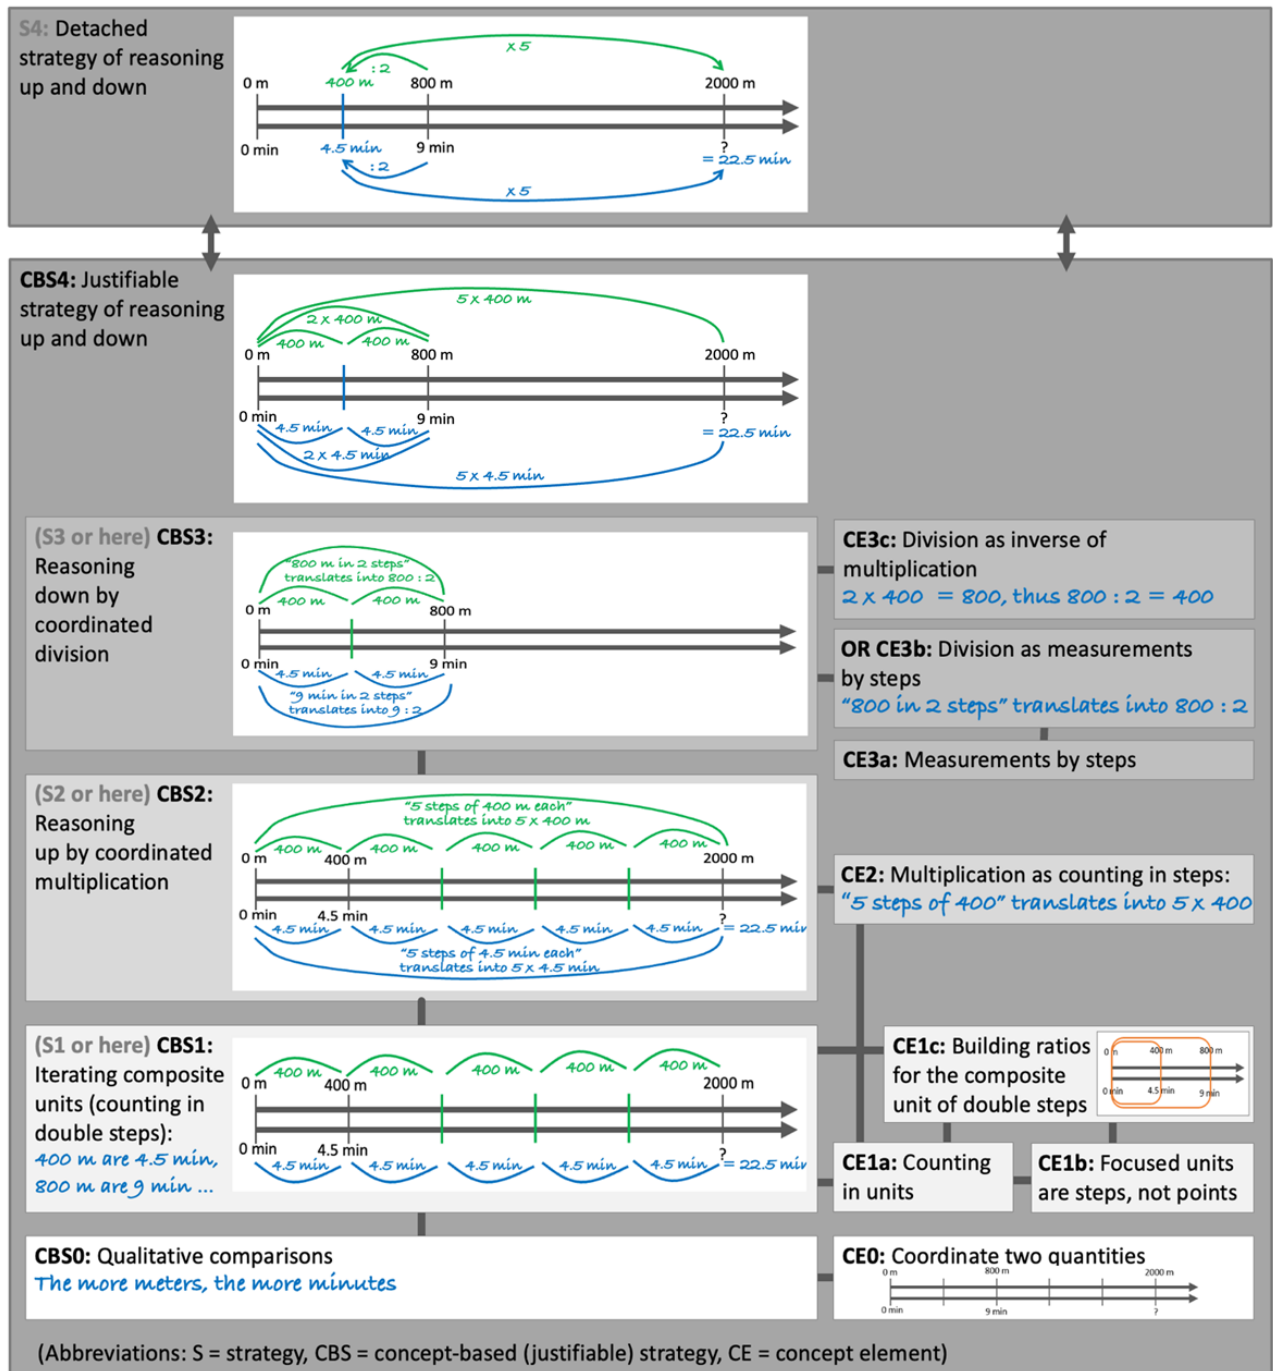 S4: Detached
strategy of reasoning
up and down
x 5
: 2
0 m
400 m
800 m
2000 m
0 min
4.5 min
9 min
?
= 22.5 min
: 2
x 5
CBS4: Justifiable
strategy of reasoning
up and down
5 x 400 m
2 x 400 m
400 m
400 m
0 m
800 m
2000 m
0 min
9 min
?
4.5 min
4.5 min
= 22.5 min
2 x 4.5 min
5 x 4.5 min
(S3 or here) CBS3:
Reasoning
down by
coordinated
division
"800 m in 2 steps"
translates into 800 : 2
400 m
400 m
0 m
800 m
0 min
9 min
4.5 min
4.5 min
"9 min in 2 steps"
translates into 9 : 2
CE3c: Division as inverse of
multiplication
2 x 400 = 800, thus 800 : 2 = 400
OR CE3b: Division as measurements
by steps
"800 in 2 steps" translates into 800 : 2
CE3a: Measurements by steps
(S2 or here) CBS2:
Reasoning
up by coordinated
multiplication
"5 steps of 400 m each"
translates into 5 x 400 m
400 m
400 m
400 m
400 m
400 m
0 m
400 m
2000 m
0 min
4.5 min
?
4.5 min
4.5 min
4.5 min
4.5 min
4.5 min
= 22.5 min
"5 steps of 4.5 min each"
translates into 5 x 4.5 min
CE2: Multiplication as counting in steps:
"5 steps of 400" translates into 5 x 400
(S1 or here) CBS1:
Iterating composite
units (counting in
double steps):
400 m are 4.5 min,
800 m are 9 min ...
400 m
400 m
400 m
400 m
400 m
0 m
400 m
2000 m
0 min
4.5 min
?
4.5 min
4.5 min
4.5 min
4.5 min
4.5 min
= 22.5 min
CE1c: Building ratios
for the composite
unit of double steps
0 m
400 m
800 m
0 min
4.5 min
9 min
CE1a: Counting
in units
CE1b: Focused units
are steps, not points
CBS0: Qualitative comparisons
The more meters, the more minutes
CE0: Coordinate two quantities
0 m
800 m
2000 m
0 min
9 min
?
(Abbreviations: S = strategy, CBS = concept-based (justifiable) strategy, CE = concept element)